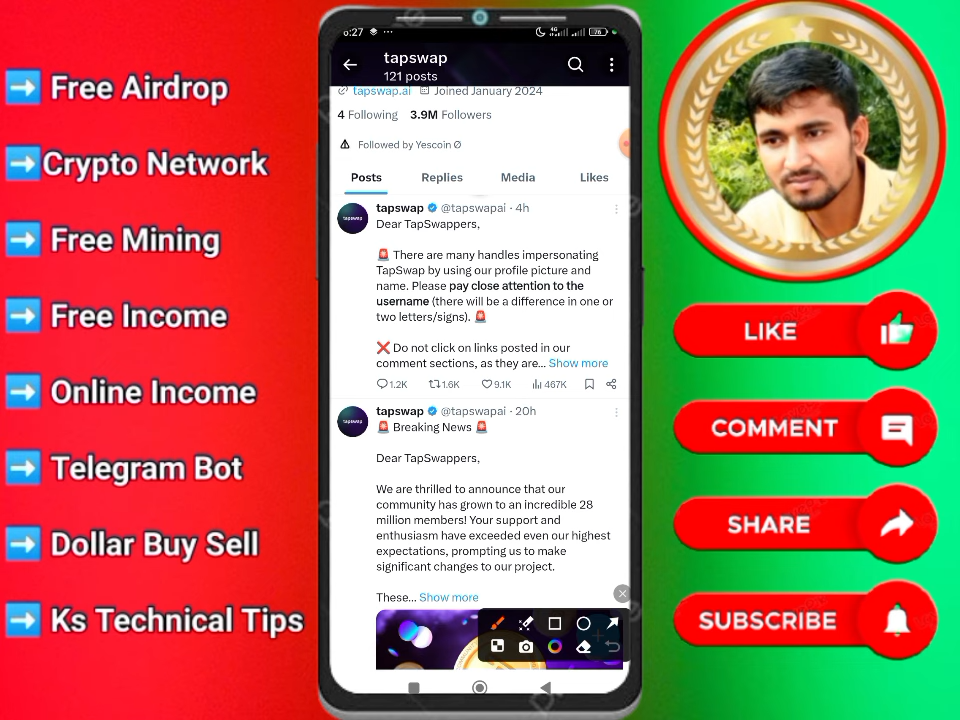 Free Airdrop
Crypto Network
Free Mining
Free Income
Online Income
Telegram Bot
Dollar Buy Sell
Ks Technical Tips
6:27
4G
76
tapswap
121 posts
tapswap.ai Joined January 2024
4 Following 3.9M Followers
Followed by Yescoin
Posts Replies Media Likes
tapswap @tapswapai · 4h
Dear TapSwappers,
🚨 There are many handles impersonating
TapSwap by using our profile picture and
name. Please pay close attention to the
username (there will be a difference in one or
two letters/signs). 🚨
❌ Do not click on links posted in our
comment sections, as they are... Show more
1.2K 1.6K 9.1K 467K
tapswap @tapswapai · 20h
🚨 Breaking News 🚨
Dear TapSwappers,
We are thrilled to announce that our
community has grown to an incredible 28
million members! Your support and
enthusiasm have exceeded even our highest
expectations, prompting us to make
significant changes to our project.
These... Show more
LIKE
COMMENT
SHARE
SUBSCRIBE